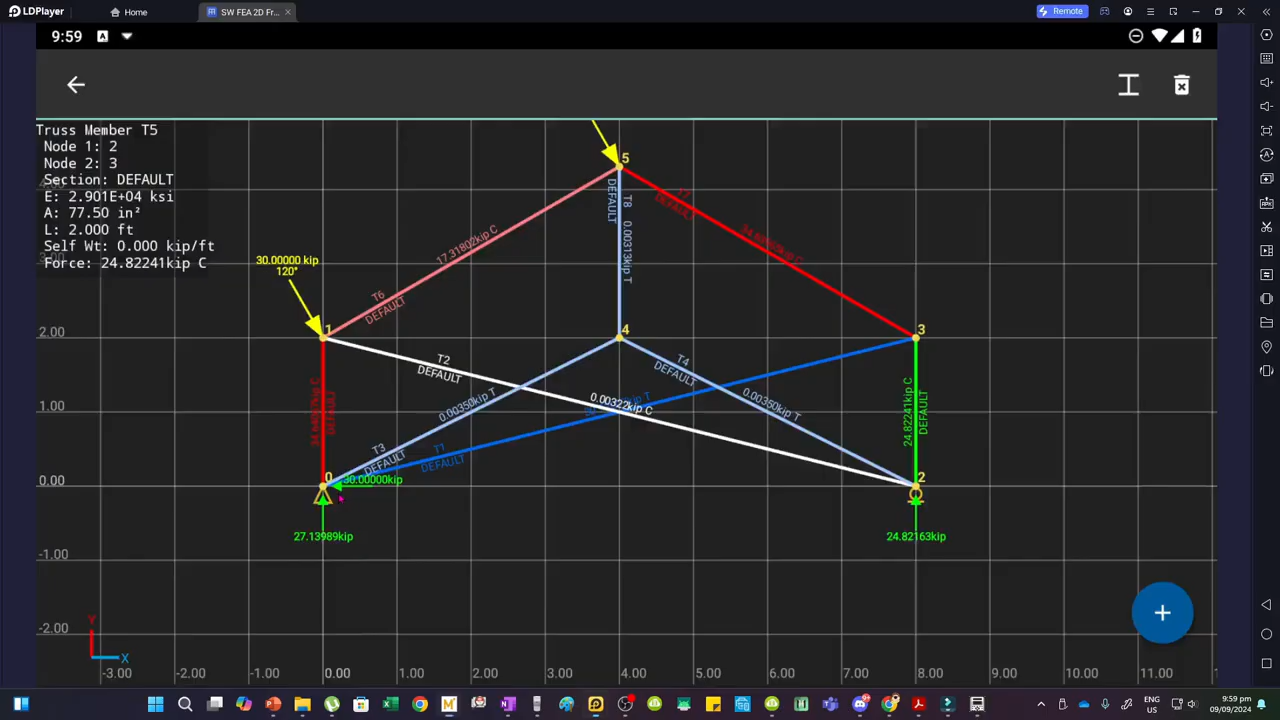 LDPlayer
Home
SW FEA 2D Fr...
Remote
9:59
Truss Member T5
Node 1: 2
Node 2: 3
Section: DEFAULT
E: 2.901E+04 ksi
A: 77.50 in²
L: 2.000 ft
Self Wt: 0.000 kip/ft
Force: 24.82241kip C
30.00000 kip
120°
5
T8
DEFAULT
0.00313kip T
T7
DEFAULT
17.31802kip C
T6
DEFAULT
1
4
3
2.00
T2
DEFAULT
T4
DEFAULT
0.00350kip T
0.00350kip T
0.00322kip C
24.82241kip C
DEFAULT
1.00
T3
DEFAULT
T1
DEFAULT
0.00
0
30.00000kip
2
27.13989kip
24.82163kip
-1.00
-2.00
Y
X
-3.00
-2.00
-1.00
0.00
1.00
2.00
3.00
4.00
5.00
6.00
7.00
8.00
9.00
10.00
11.00
ENG
US
9:59 pm
09/09/2024